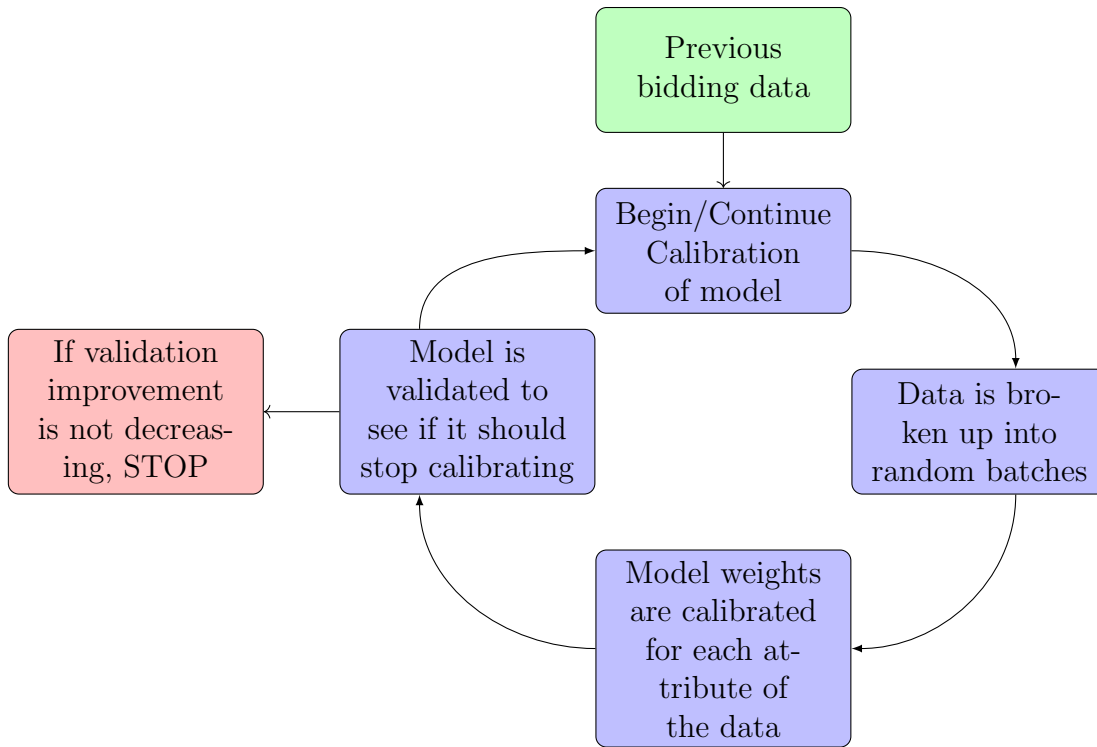 Previous
bidding data
Begin/Continue
Calibration
of model
Data is bro-
ken up into
random batches
Model weights
are calibrated
for each at-
tribute of
the data
Model is
validated to
see if it should
stop calibrating
If validation
improvement
is not decreas-
ing, STOP